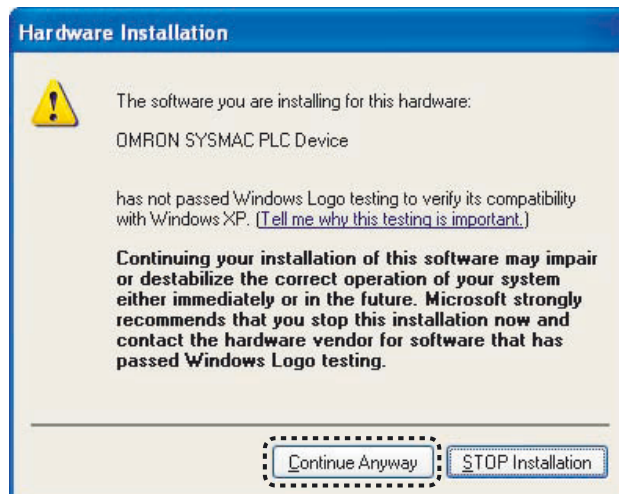 Hardware Installation
The software you are installing for this hardware:
OMRON SYSMAC PLC Device
has not passed Windows Logo testing to verify its compatibility
with Windows XP. (Tell me why this testing is important.)
Continuing your installation of this software may impair
or destabilize the correct operation of your system
either immediately or in the future. Microsoft strongly
recommends that you stop this installation now and
contact the hardware vendor for software that has
passed Windows Logo testing.
Continue Anyway
STOP Installation